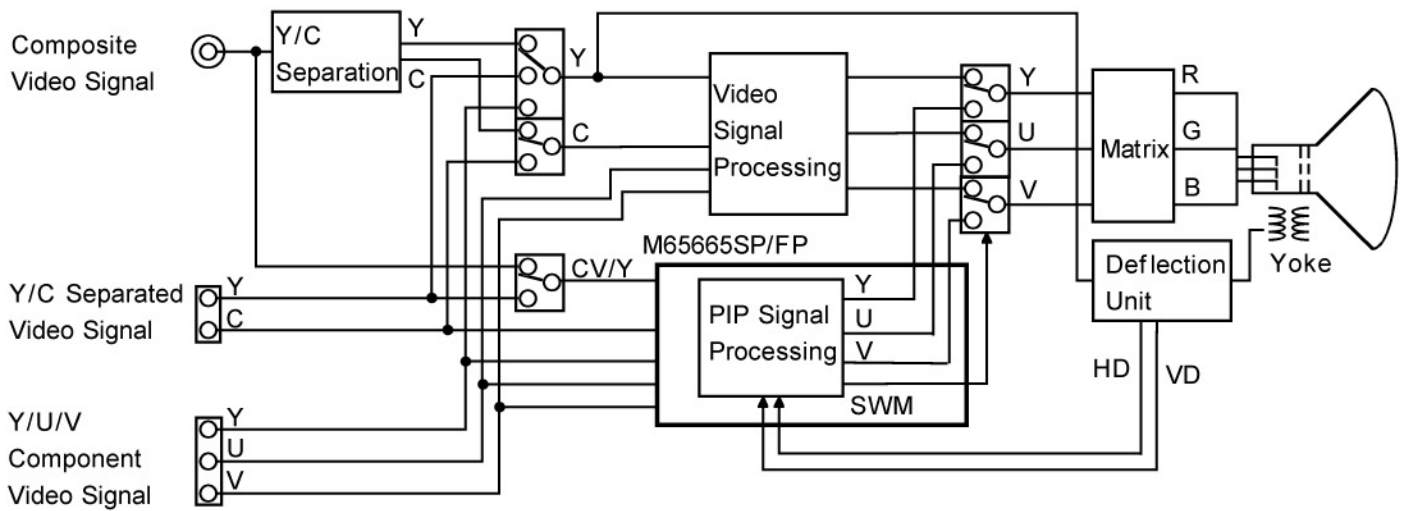 Composite
Video Signal
Y/C
Separation
Y
C
Y
C
Video
Signal
Processing
Y
U
V
Matrix
R
G
B
Yoke
Deflection
Unit
HD
VD
M65665SP/FP
CV/Y
PIP Signal
Processing
Y
U
V
SWM
Y/C Separated
Video Signal
Y
C
Y/U/V
Component
Video Signal
Y
U
V